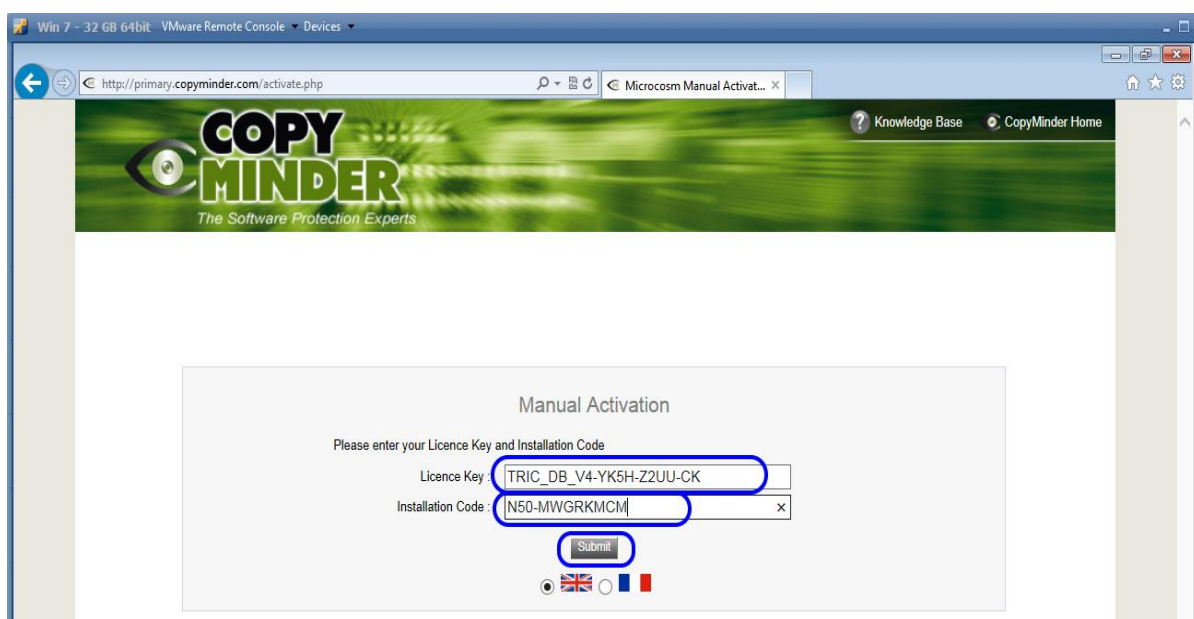 Win 7 - 32 GB 64bit VMware Remote Console Devices
http://primary.copyminder.com/activate.php Microcosm Manual Activat...
Knowledge Base CopyMinder Home
COPY
MINDER
The Software Protection Experts
Manual Activation
Please enter your Licence Key and Installation Code
Licence Key : TRIC_DB_V4-YK5H-Z2UU-CK
Installation Code : N50-MWGRKMCM
Submit